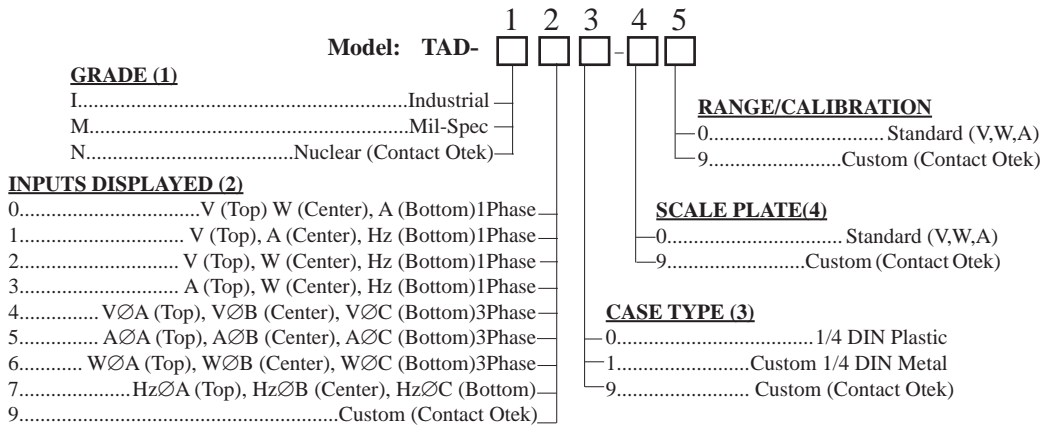 1 2 3 4 5
Model: TAD- -
GRADE (1)
I..........................................................Industrial
M..........................................................Mil-Spec
N.....................................Nuclear (Contact Otek)
INPUTS DISPLAYED (2)
0................................V (Top) W (Center), A (Bottom)1Phase
1............................. V (Top), A (Center), Hz (Bottom)1Phase
2............................. V (Top), W (Center), Hz (Bottom)1Phase
3............................. A (Top), W (Center), Hz (Bottom)1Phase
4.............. V∅A (Top), V∅B (Center), V∅C (Bottom)3Phase
5.............. A∅A (Top), A∅B (Center), A∅C (Bottom)3Phase
6........... W∅A (Top), W∅B (Center), W∅C (Bottom)3Phase
7....................Hz∅A (Top), Hz∅B (Center), Hz∅C (Bottom)
9.........................................................Custom (Contact Otek)
RANGE/CALIBRATION
0................................ Standard (V,W,A)
9........................Custom (Contact Otek)
SCALE PLATE(4)
0............................... Standard (V,W,A)
9........................Custom (Contact Otek)
CASE TYPE (3)
0...................................1/4 DIN Plastic
1.......................Custom 1/4 DIN Metal
9....................... Custom (Contact Otek)